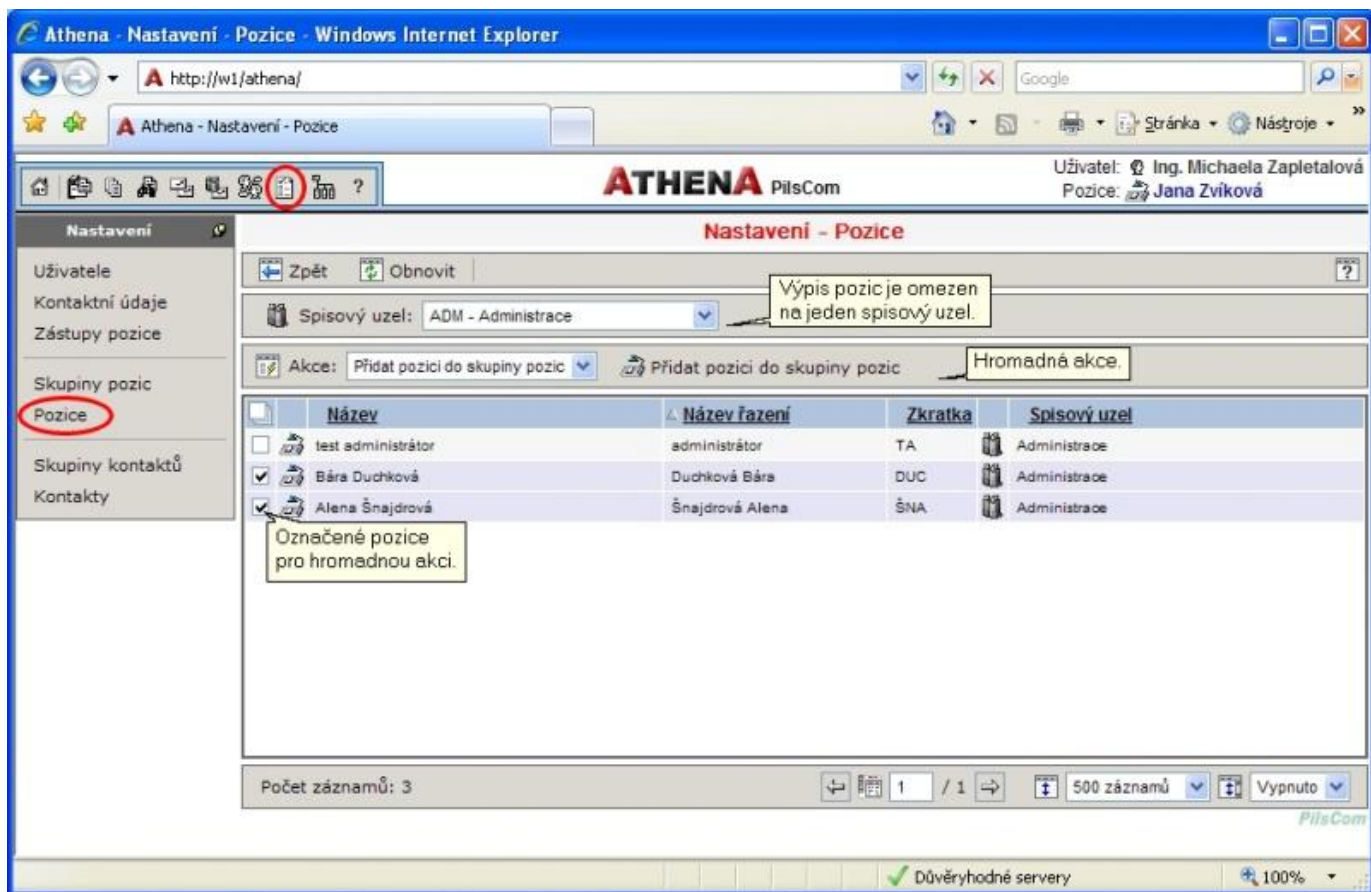 Athena - Nastavení - Pozice - Windows Internet Explorer
http://w1/athena/
Google
Athena - Nastavení - Pozice
Stránka
Nástroje
»
?
ATHENA PilsCom
Uživatel: Ing. Michaela Zapletalová
Pozice: Jana Zvíková
Nastavení
Nastavení - Pozice
Uživatele
Kontaktní údaje
Zástupy pozice
Skupiny pozic
Pozice
Skupiny kontaktů
Kontakty
Zpět Obnovit ?
Spisový uzel: ADM - Administrace
Výpis pozic je omezen
na jeden spisový uzel.
Akce: Přidat pozici do skupiny pozic Přidat pozici do skupiny pozic
Hromadná akce.
Název Název řazení Zkratka Spisový uzel
test administrátor administrátor TA Administrace
Bára Duchková Duchková Bára DUC Administrace
Alena Šnajdrová Šnajdrová Alena ŠNA Administrace
Označené pozice
pro hromadnou akci.
Počet záznamů: 3 1 / 1 500 záznamů Vypnuto
PilsCom
Důvěryhodné servery 100%